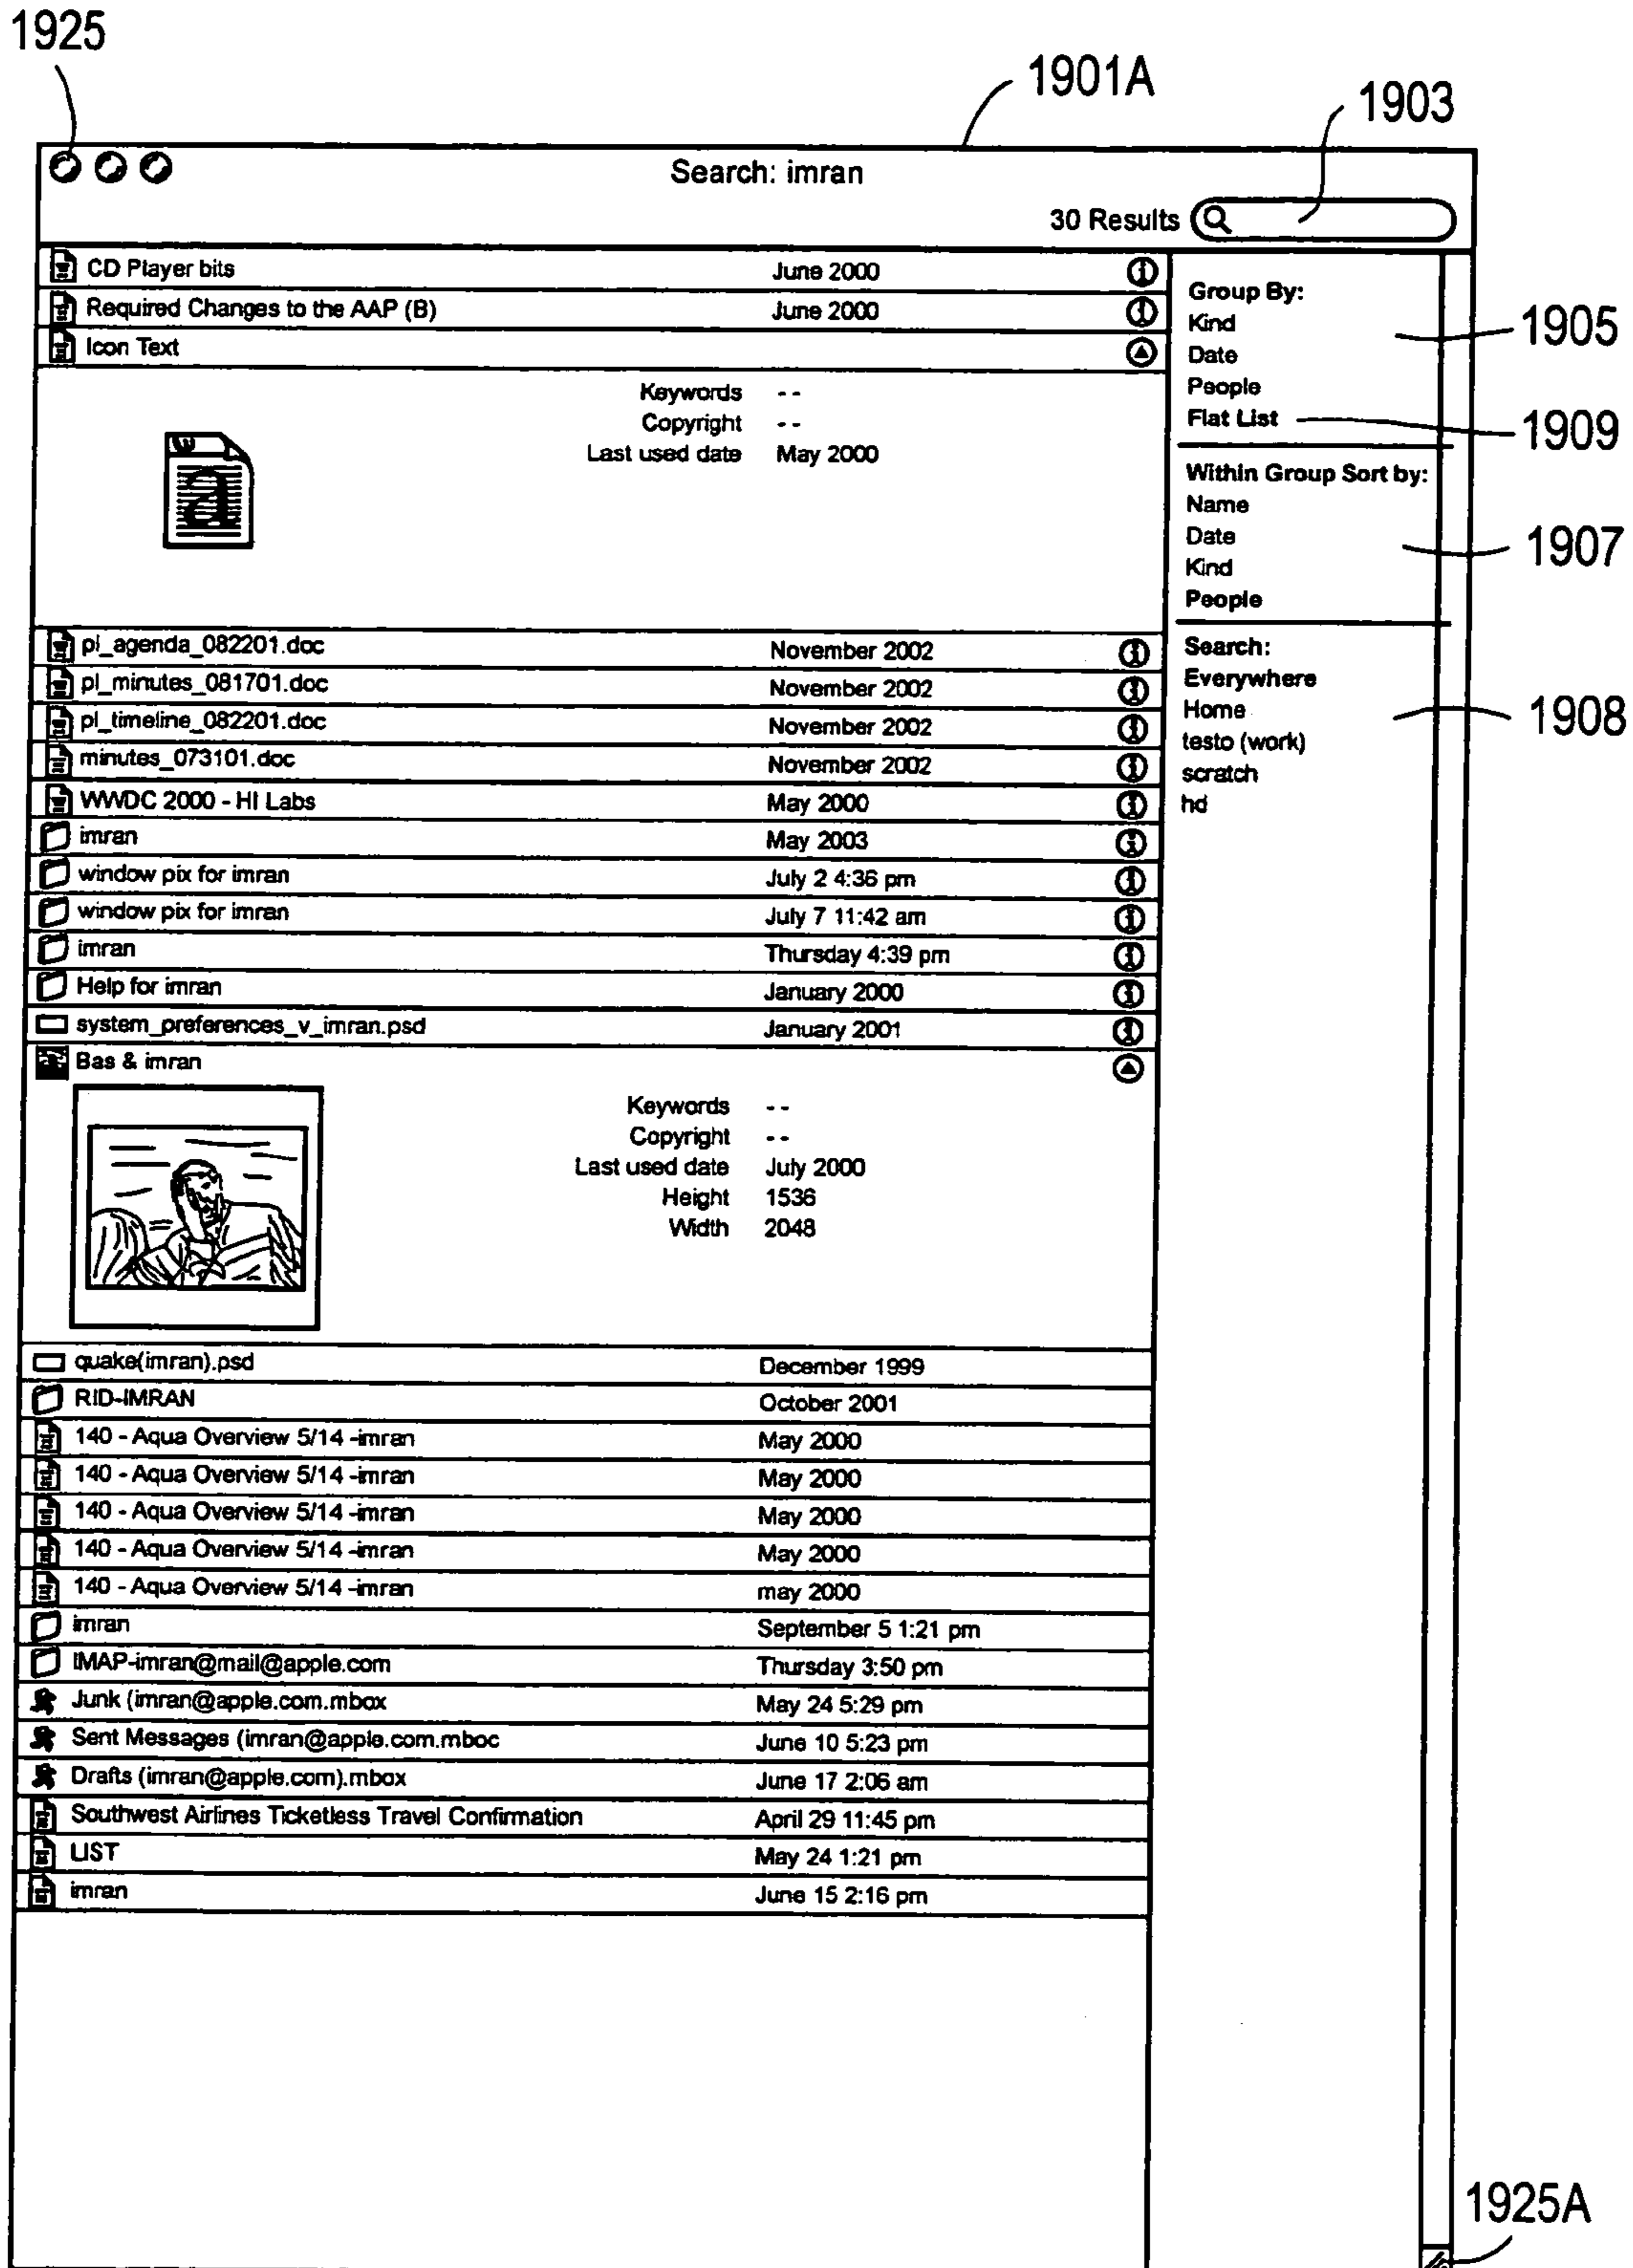 1925
1901A
1903
Search: imran
30 Results
CD Player bits June 2000
Required Changes to the AAP (B) June 2000
Icon Text
Keywords - -
Copyright - -
Last used date May 2000
pl_agenda_082201.doc November 2002
pl_minutes_081701.doc November 2002
pl_timeline_082201.doc November 2002
minutes_073101.doc November 2002
WWDC 2000 - HI Labs May 2000
imran May 2003
window pix for imran July 2 4:36 pm
window pix for imran July 7 11:42 am
imran Thursday 4:39 pm
Help for imran January 2000
system_preferences_v_imran.psd January 2001
Bas & imran
Keywords - -
Copyright - -
Last used date July 2000
Height 1536
Width 2048
quake(imran).psd December 1999
RID-IMRAN October 2001
140 - Aqua Overview 5/14 -imran May 2000
140 - Aqua Overview 5/14 -imran May 2000
140 - Aqua Overview 5/14 -imran May 2000
140 - Aqua Overview 5/14 -imran May 2000
140 - Aqua Overview 5/14 -imran may 2000
imran September 5 1:21 pm
IMAP-imran@mail@apple.com Thursday 3:50 pm
Junk (imran@apple.com.mbox May 24 5:29 pm
Sent Messages (imran@apple.com.mboc June 10 5:23 pm
Drafts (imran@apple.com).mbox June 17 2:06 am
Southwest Airlines Ticketless Travel Confirmation April 29 11:45 pm
LIST May 24 1:21 pm
imran June 15 2:16 pm
Group By:
Kind
Date
People
Flat List
1905
1909
Within Group Sort by:
Name
Date
Kind
People
1907
Search:
Everywhere
Home
testo (work)
scratch
hd
1908
1925A